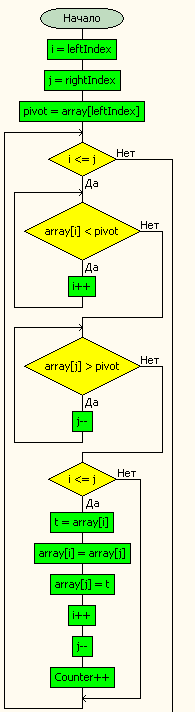 Начало
i = leftIndex
j = rightIndex
pivot = array[leftIndex]
i <= j
Нет
Да
array[i] < pivot
Нет
Да
i++
array[j] > pivot
Нет
Да
j--
i <= j
Нет
Да
t = array[i]
array[i] = array[j]
array[j] = t
i++
j--
Counter++